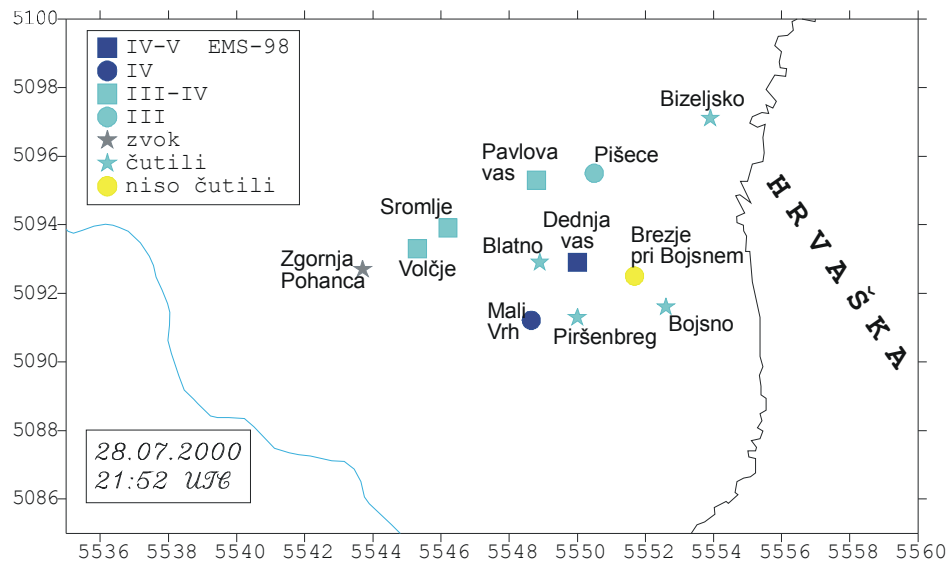 5100
5098
5096
5094
5092
5090
5088
5086
IV-V EMS-98
IV
III-IV
III
zvok
čutili
niso čutili
Bizeljsko
Pavlova
vas
Pišece
Sromlje
Volčje
Zgornja
Pohanca
Dednja
vas
Blatno
Brezje
pri Bojsnem
Mali
Vrh
Piršenbreg
Bojsno
HRVAŠKA
28.07.2000
21:52 UTC
5536 5538 5540 5542 5544 5546 5548 5550 5552 5554 5556 5558 5560